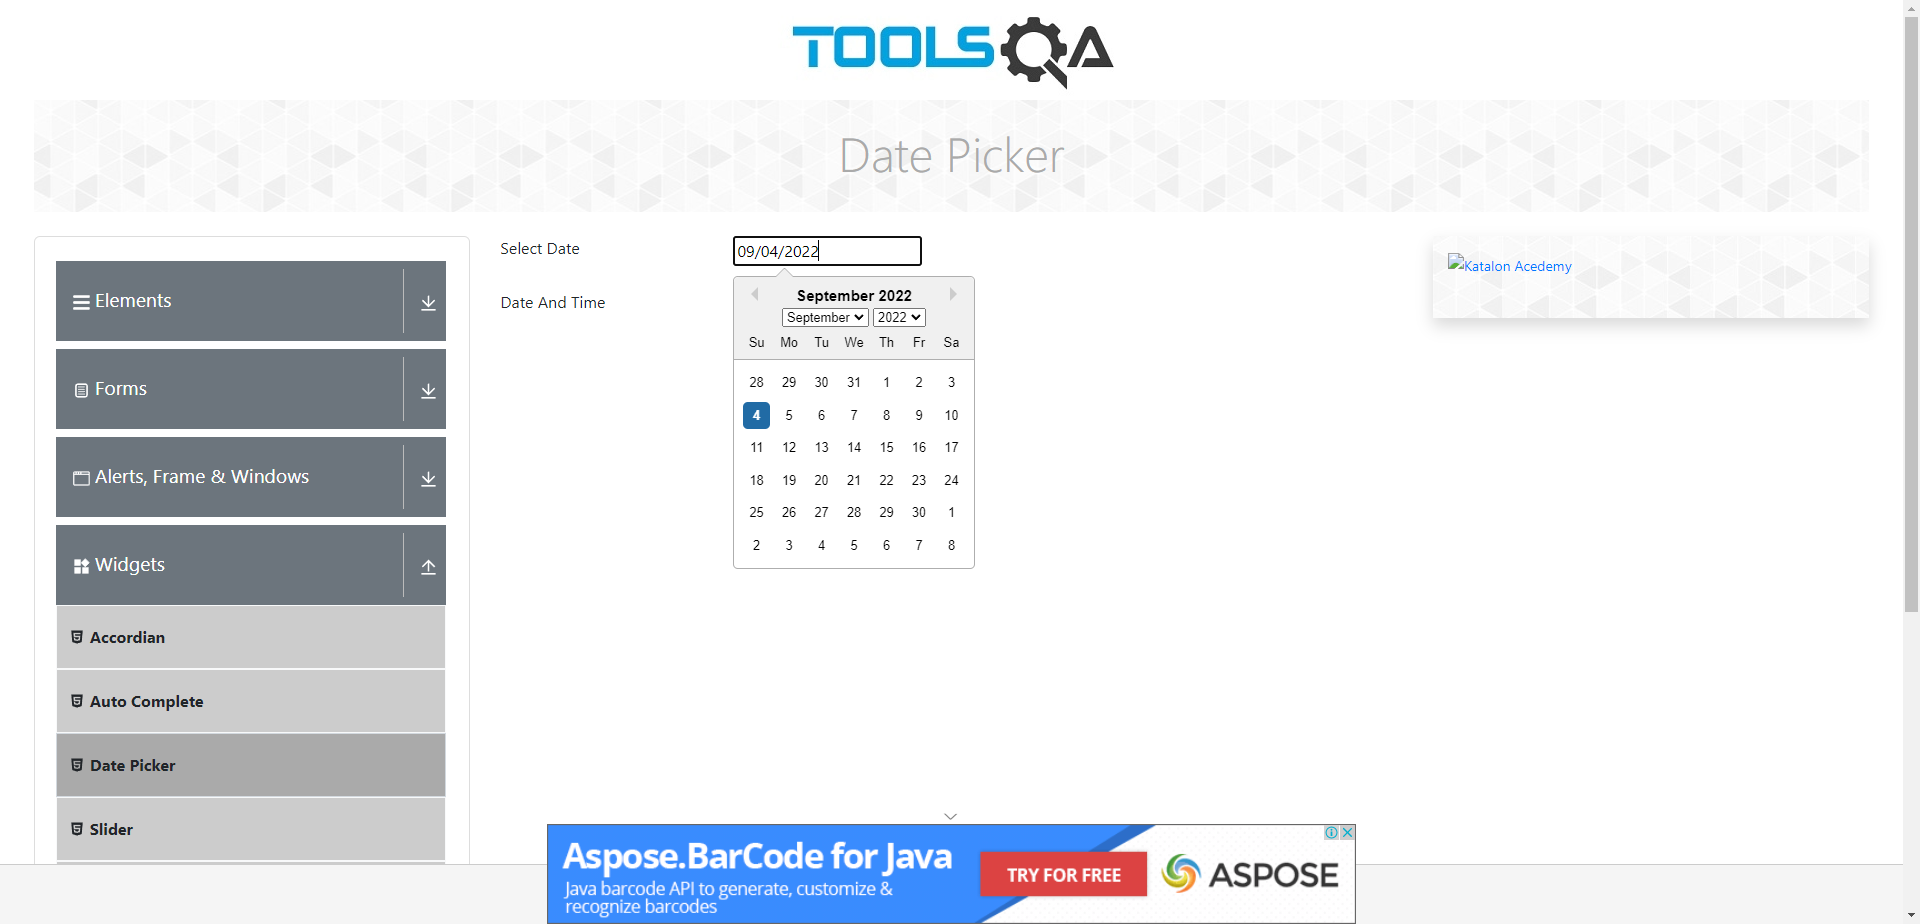 TOOLSQA
Date Picker
Elements
Forms
Alerts, Frame & Windows
Widgets
Accordian
Auto Complete
Date Picker
Slider
Select Date
09/04/2022
Date And Time
September 2022
September 2022
Su Mo Tu We Th Fr Sa
28 29 30 31 1 2 3
4 5 6 7 8 9 10
11 12 13 14 15 16 17
18 19 20 21 22 23 24
25 26 27 28 29 30 1
2 3 4 5 6 7 8
Katalon Acedemy
Aspose.BarCode for Java
Java barcode API to generate, customize &
recognize barcodes
TRY FOR FREE
ASPOSE